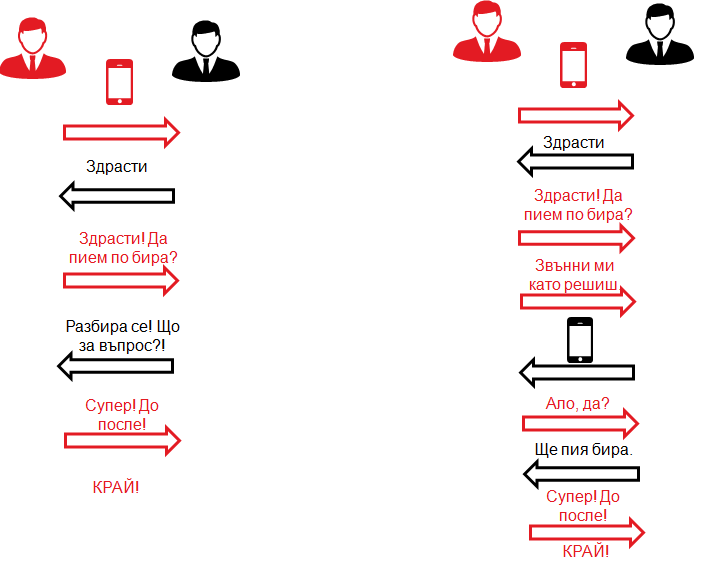 Здрасти
Здрасти! Да
пием по бира?
Разбира се! Що
за въпрос?!
Супер! До
после!
КРАЙ!
Здрасти
Здрасти! Да
пием по бира?
Звънни ми
като решиш
Ало, да?
Ще пия бира.
Супер! До
после!
КРАЙ!